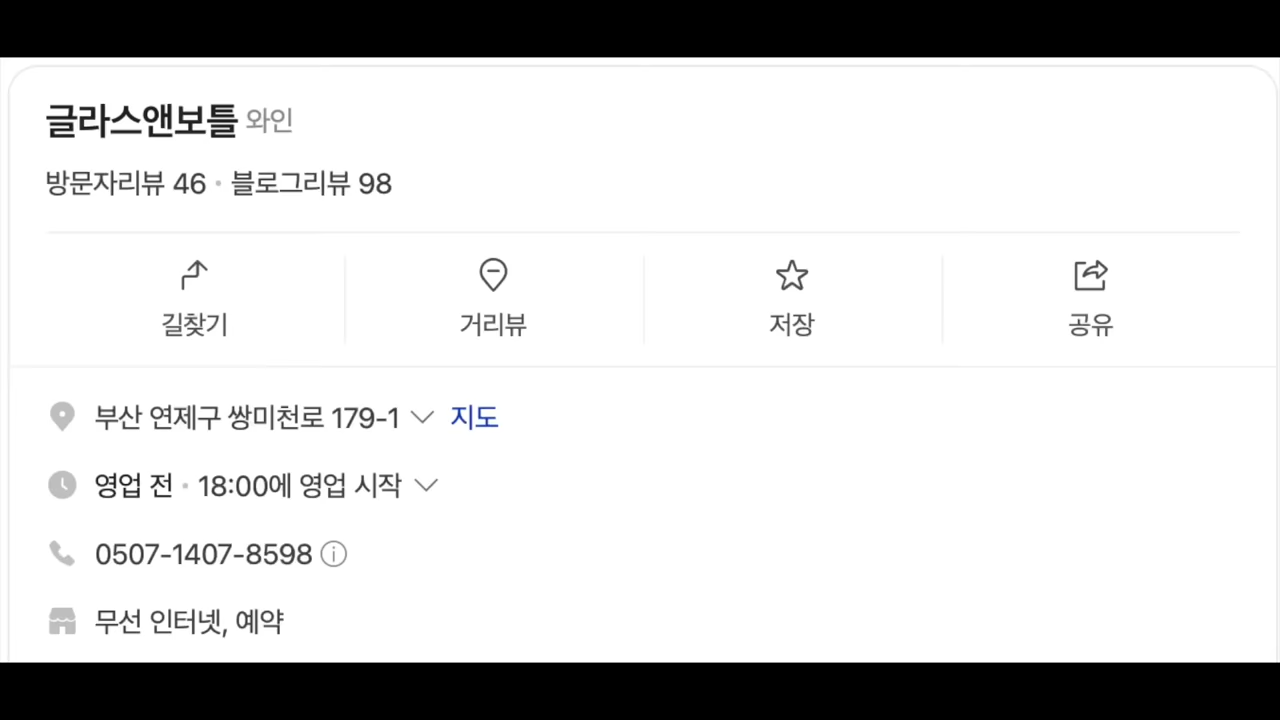 글라스앤보틀 와인
방문자리뷰 46 · 블로그리뷰 98
길찾기 거리뷰 저장 공유
부산 연제구 쌍미천로 179-1 지도
영업 전 · 18:00에 영업 시작
0507-1407-8598
무선 인터넷, 예약